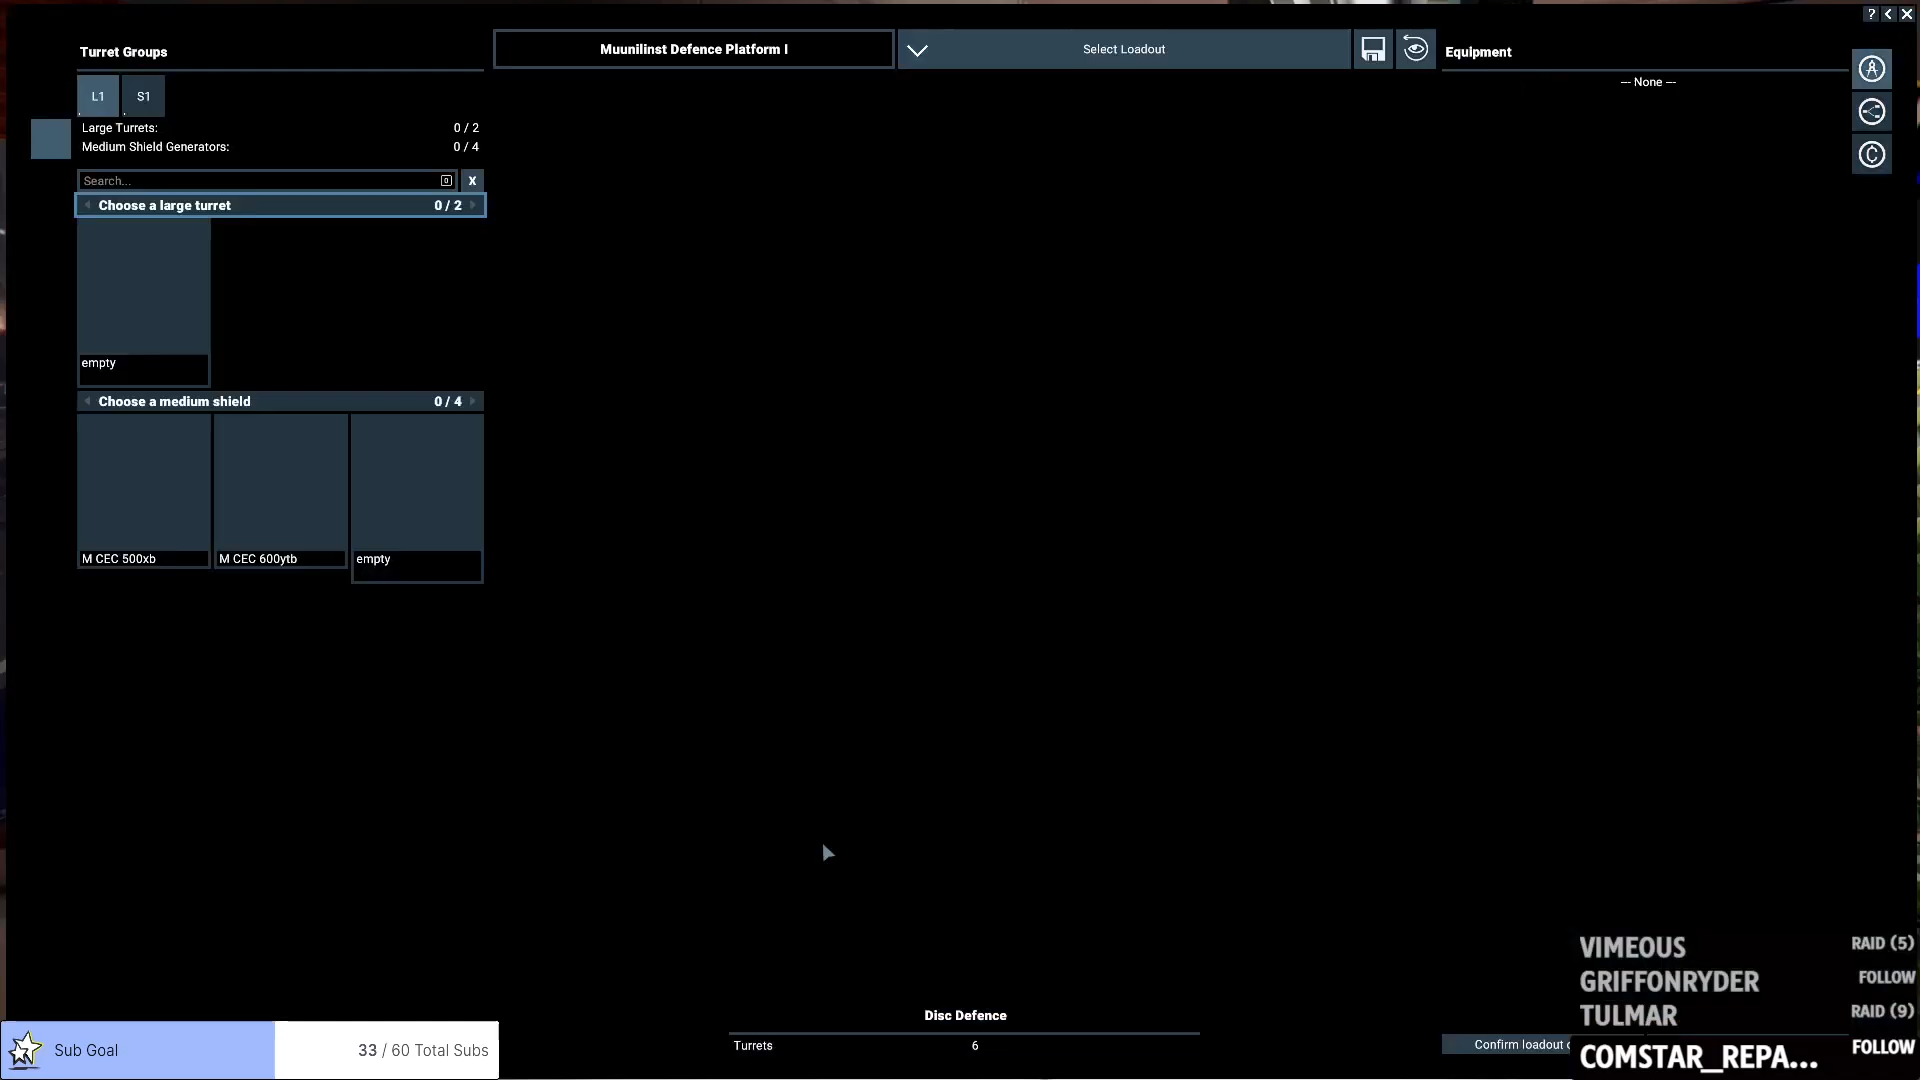 Turret Groups
Muunilinst Defence Platform I
Select Loadout
Equipment
--- None ---
L1
S1
Large Turrets: 0 / 2
Medium Shield Generators: 0 / 4
Search...
X
Choose a large turret 0 / 2
empty
Choose a medium shield 0 / 4
M CEC 500xb
M CEC 600ytb
empty
VIMEOUS RAID (5)
GRIFFONRYDER FOLLOW
TULMAR RAID (9)
COMSTAR_REPA... FOLLOW
Disc Defence
Turrets 6
Confirm loadout
Sub Goal
33 / 60 Total Subs